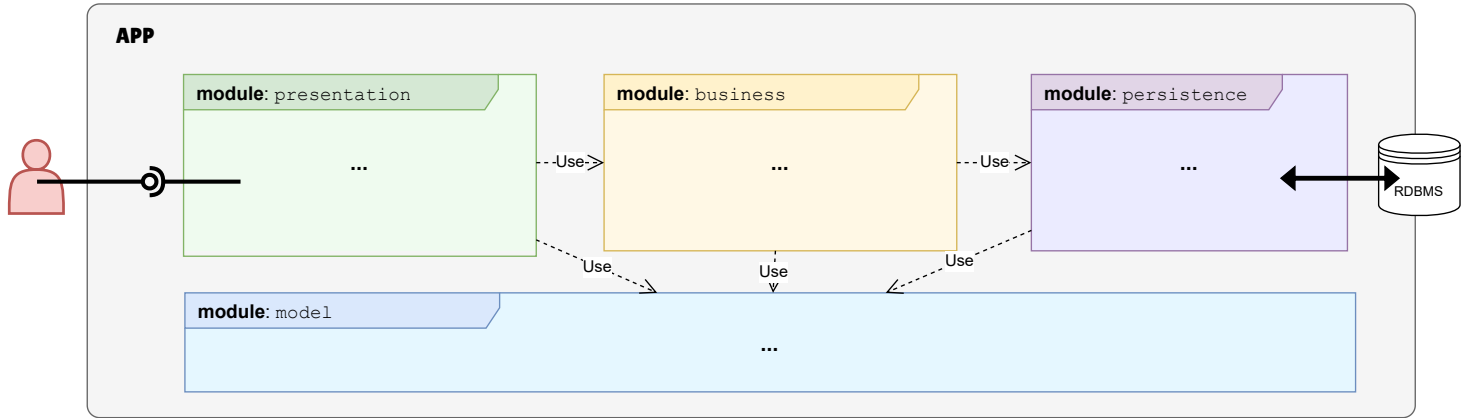 APP
module: presentation
module: business
module: persistence
...
Use
...
Use
...
RDBMS
Use
Use
Use
module: model
...